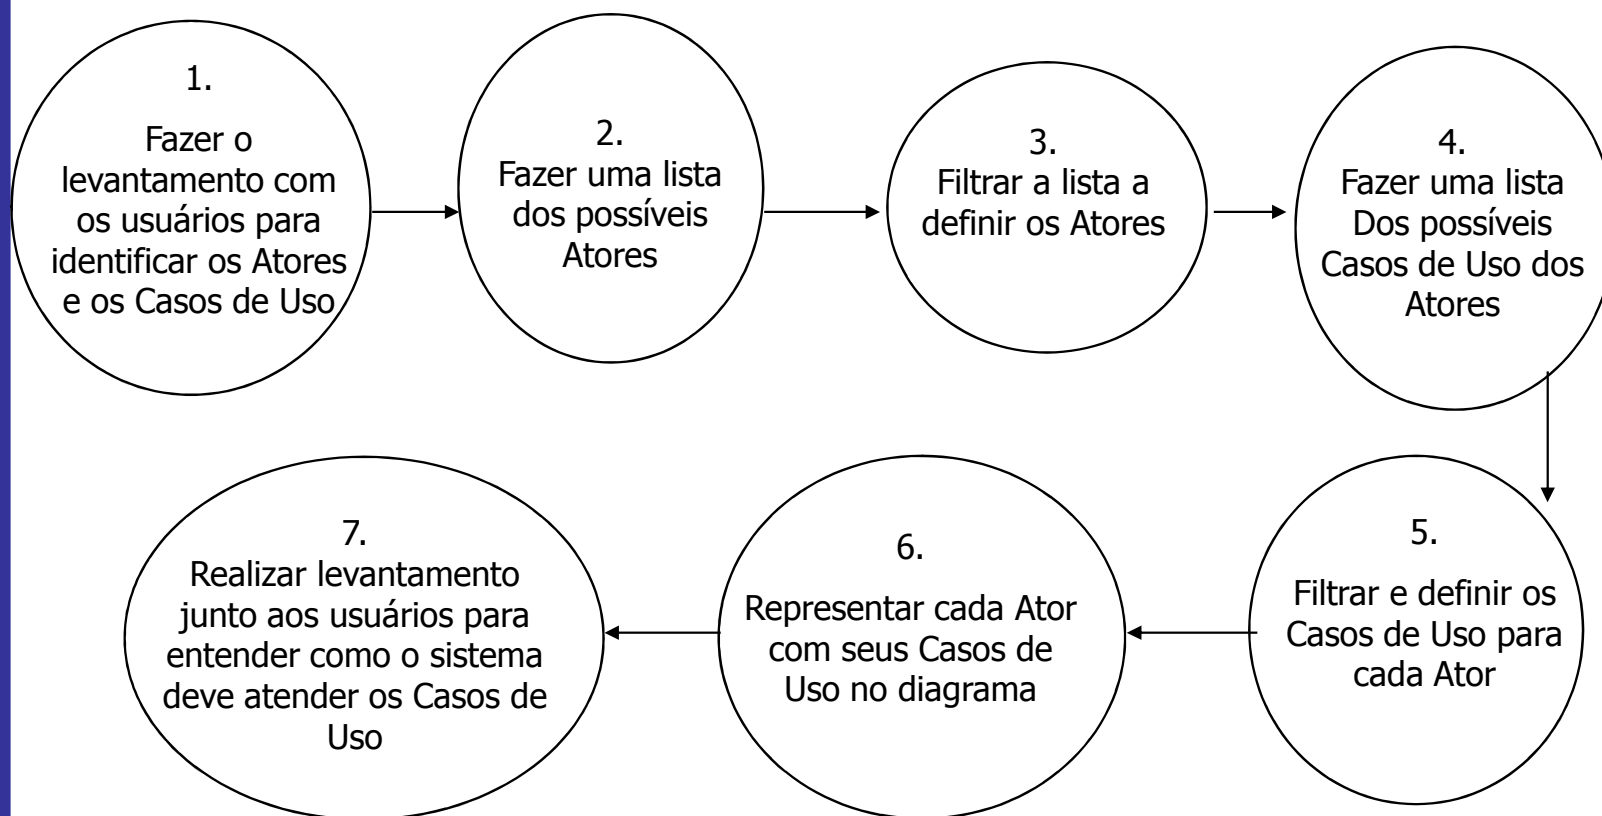 1.
Fazer o
levantamento com
os usuários para
identificar os Atores
e os Casos de Uso
2.
Fazer uma lista
dos possíveis
Atores
3.
Filtrar a lista a
definir os Atores
4.
Fazer uma lista
Dos possíveis
Casos de Uso dos
Atores
5.
Filtrar e definir os
Casos de Uso para
cada Ator
6.
Representar cada Ator
com seus Casos de
Uso no diagrama
7.
Realizar levantamento
junto aos usuários para
entender como o sistema
deve atender os Casos de
Uso